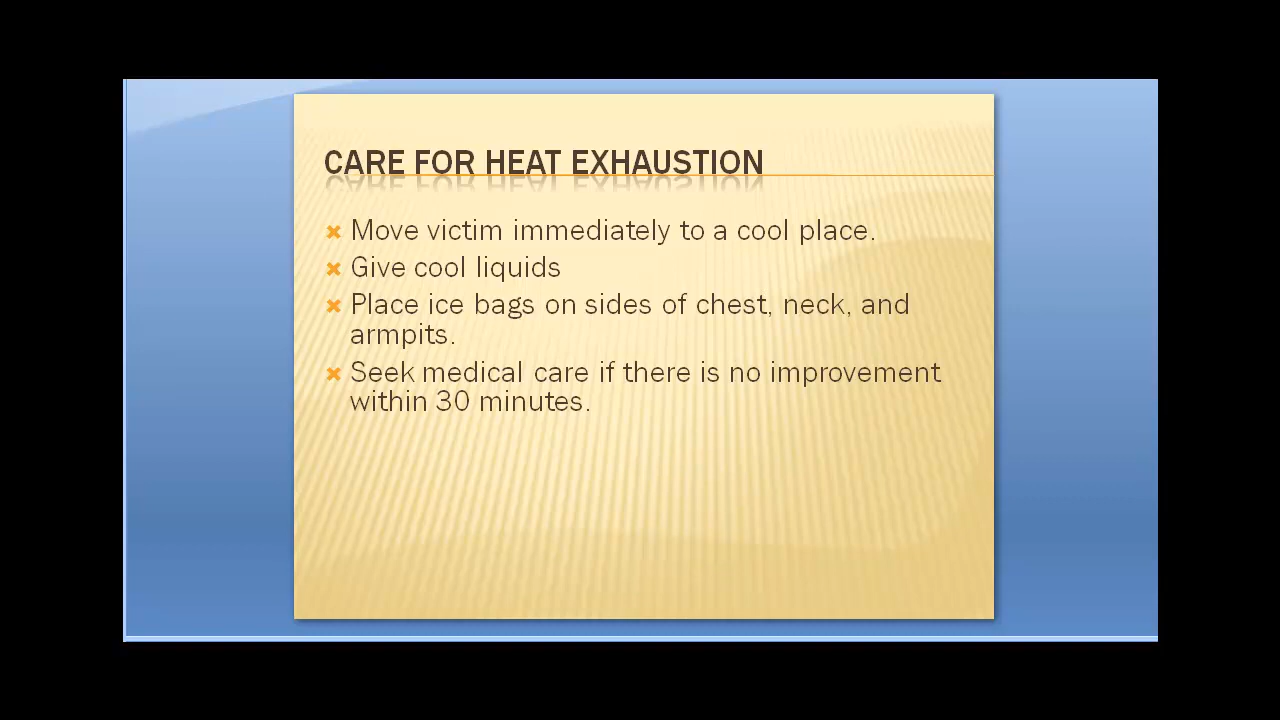 CARE FOR HEAT EXHAUSTION
Move victim immediately to a cool place.
Give cool liquids
Place ice bags on sides of chest, neck, and
armpits.
Seek medical care if there is no improvement
within 30 minutes.